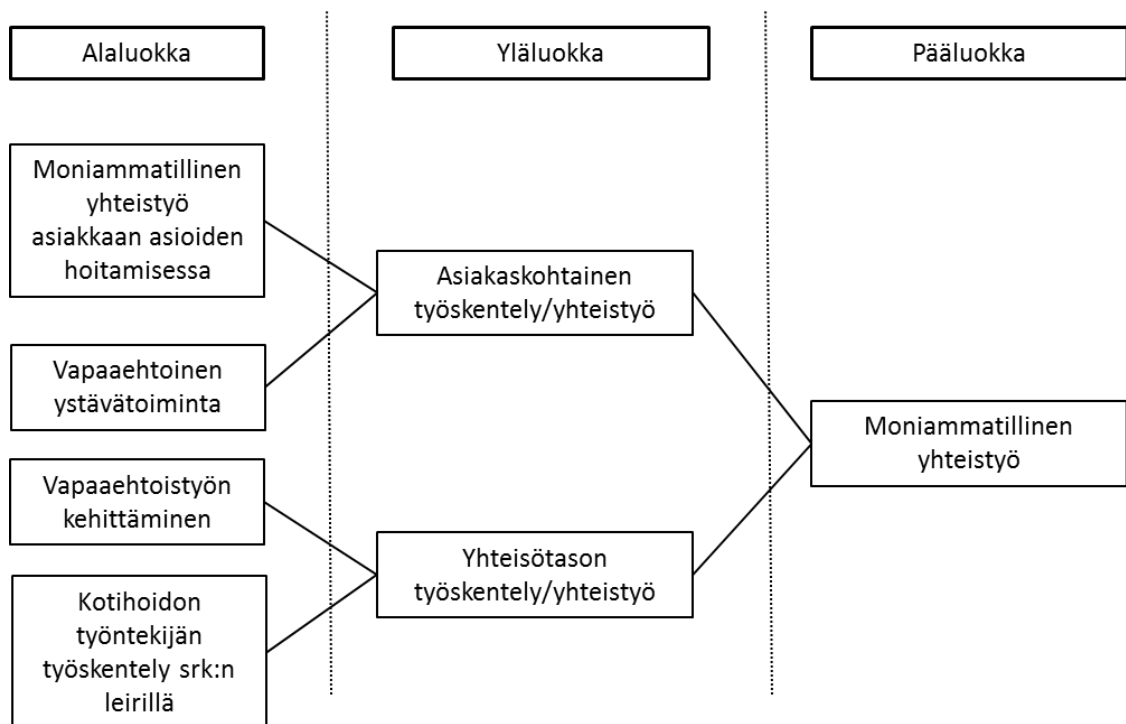 Alaluokka
Yläluokka
Pääluokka
Moniammatillinen
yhteistyö
asiakkaan asioiden
hoitamisessa
Vapaaehtoinen
ystävätoiminta
Vapaaehtoistyön
kehittäminen
Kotihoidon
työntekijän
työskentely srk:n
leirillä
Asiakaskohtainen
työskentely/yhteistyö
Yhteisötason
työskentely/yhteistyö
Moniammatillinen
yhteistyö